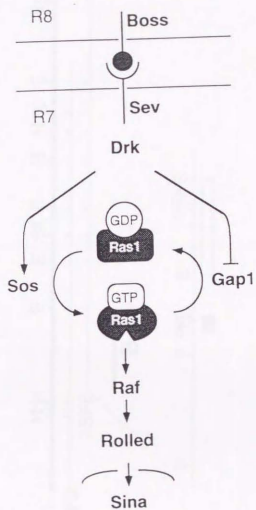 R8
Boss
R7
Sev
Drk
GDP
Ras1
Sos
Gap1
GTP
Ras1
Raf
Rolled
Sina